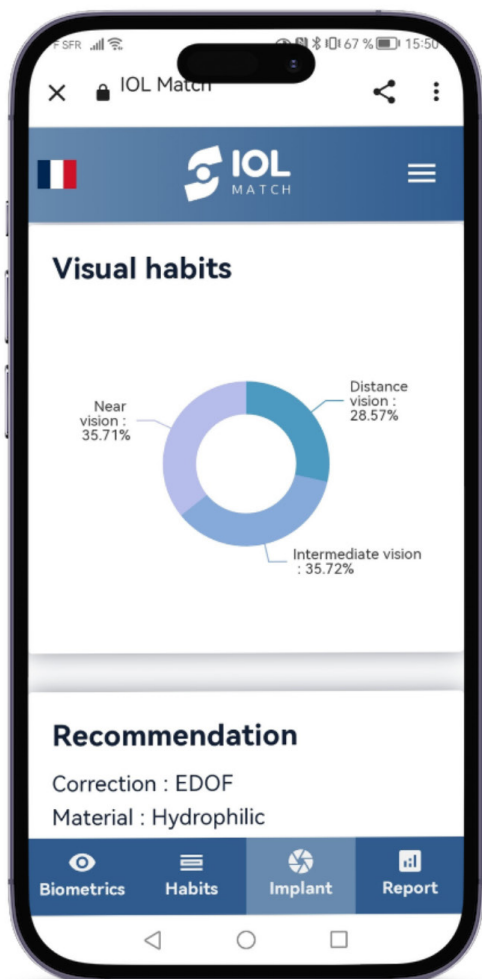 F SFR 67 % 15:50
IOL Match
IOL
MATCH
Visual habits
Distance
vision :
28.57%
Near
vision :
35.71%
Intermediate vision
: 35.72%
Recommendation
Correction : EDOF
Material : Hydrophilic
Biometrics Habits Implant Report